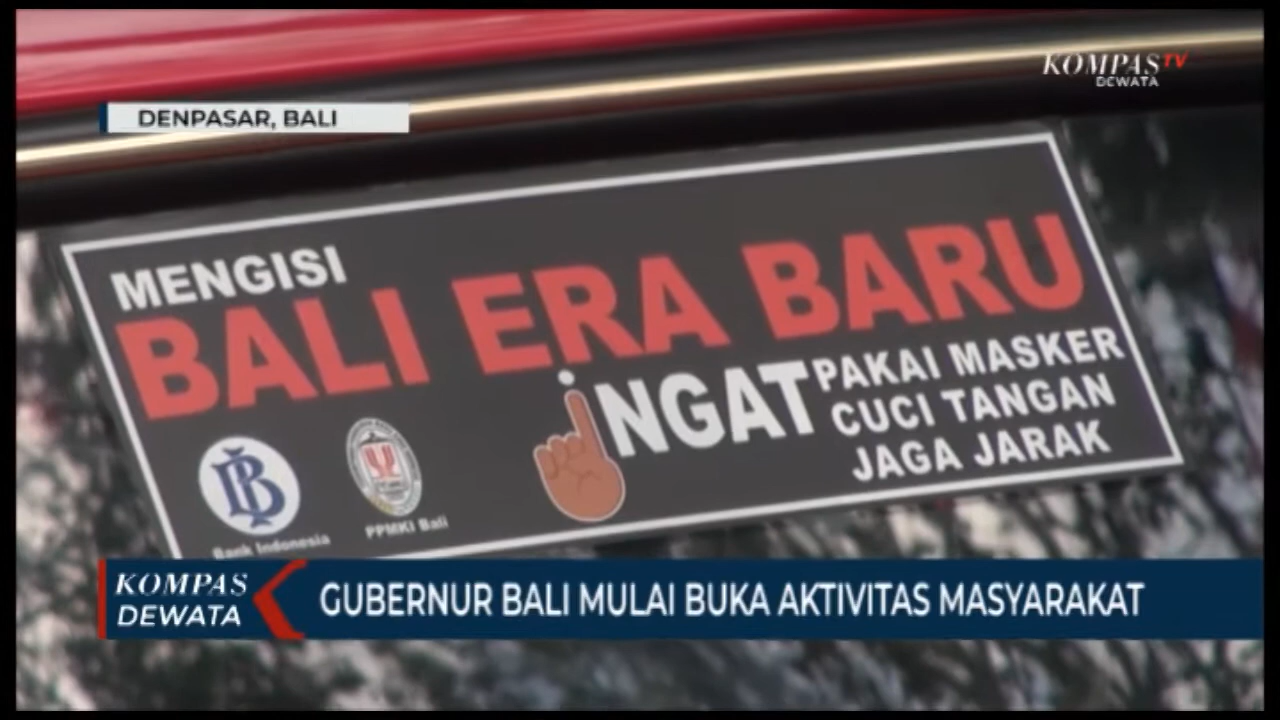 KOMPAS TV
DEWATA
DENPASAR, BALI
MENGISI
BALI ERA BARU
iNGAT PAKAI MASKER
CUCI TANGAN
JAGA JARAK
Bank Indonesia
PPMKI Bali
KOMPAS
DEWATA
GUBERNUR BALI MULAI BUKA AKTIVITAS MASYARAKAT